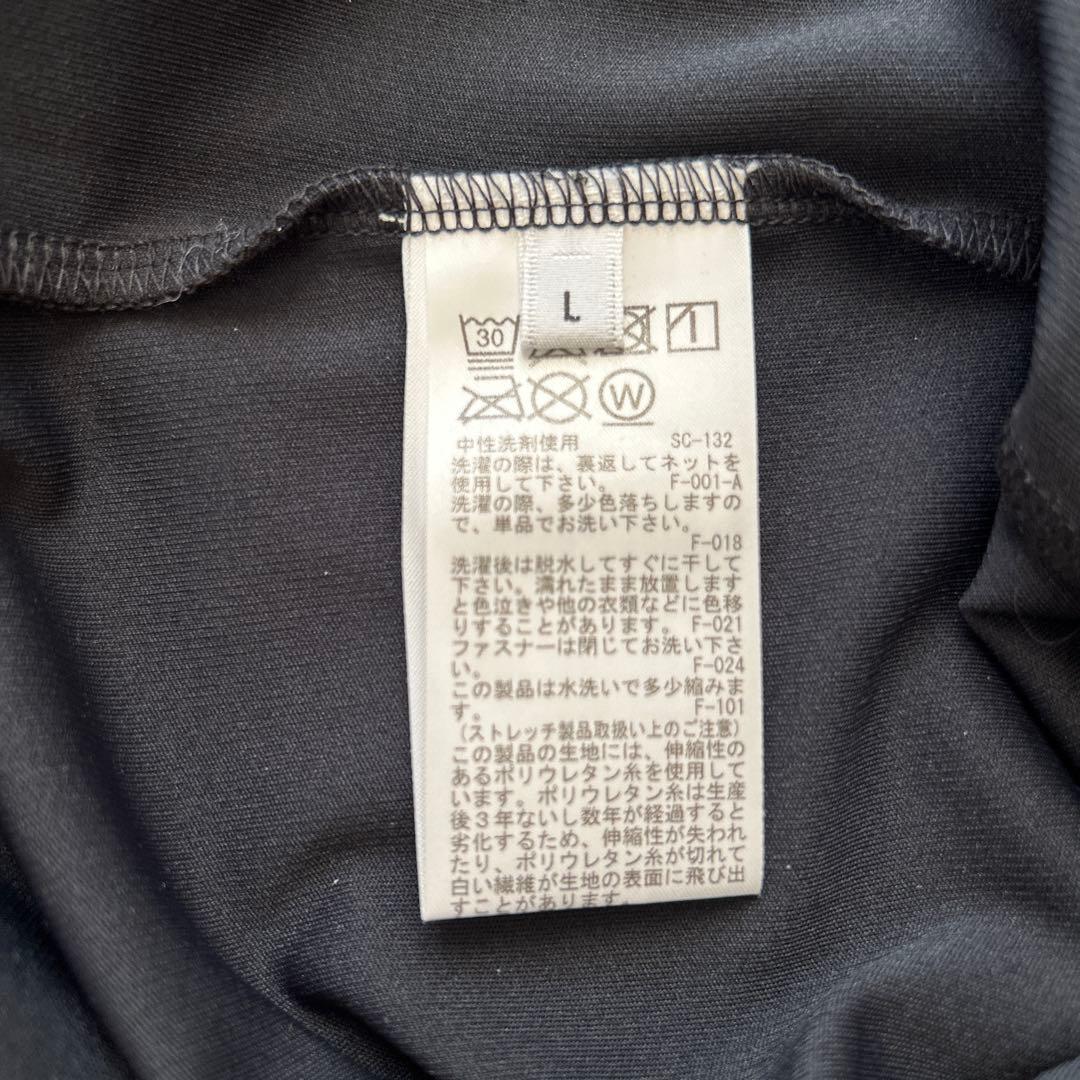 L
30
W
中性洗剤使用 SC-132
洗濯の際は、裏返してネットを
使用して下さい。 F-001-A
洗濯の際、多少色落ちしますの
で、単品でお洗い下さい。
F-018
洗濯後は脱水してすぐに干して
下さい。濡れたまま放置します
と色泣きや他の衣類などに色移
りすることがあります。 F-021
ファスナーは閉じてお洗い下さ
い。 F-024
この製品は水洗いで多少縮みま
す。 F-101
(ストレッチ製品取扱い上のご注意)
この製品の生地には、伸縮性の
あるポリウレタン糸を使用して
います。ポリウレタン糸は生産
後3年ないし数年が経過すると
劣化するため、伸縮性が失われ
たり、ポリウレタン糸が切れて
白い繊維が生地の表面に飛び出
すことがあります。